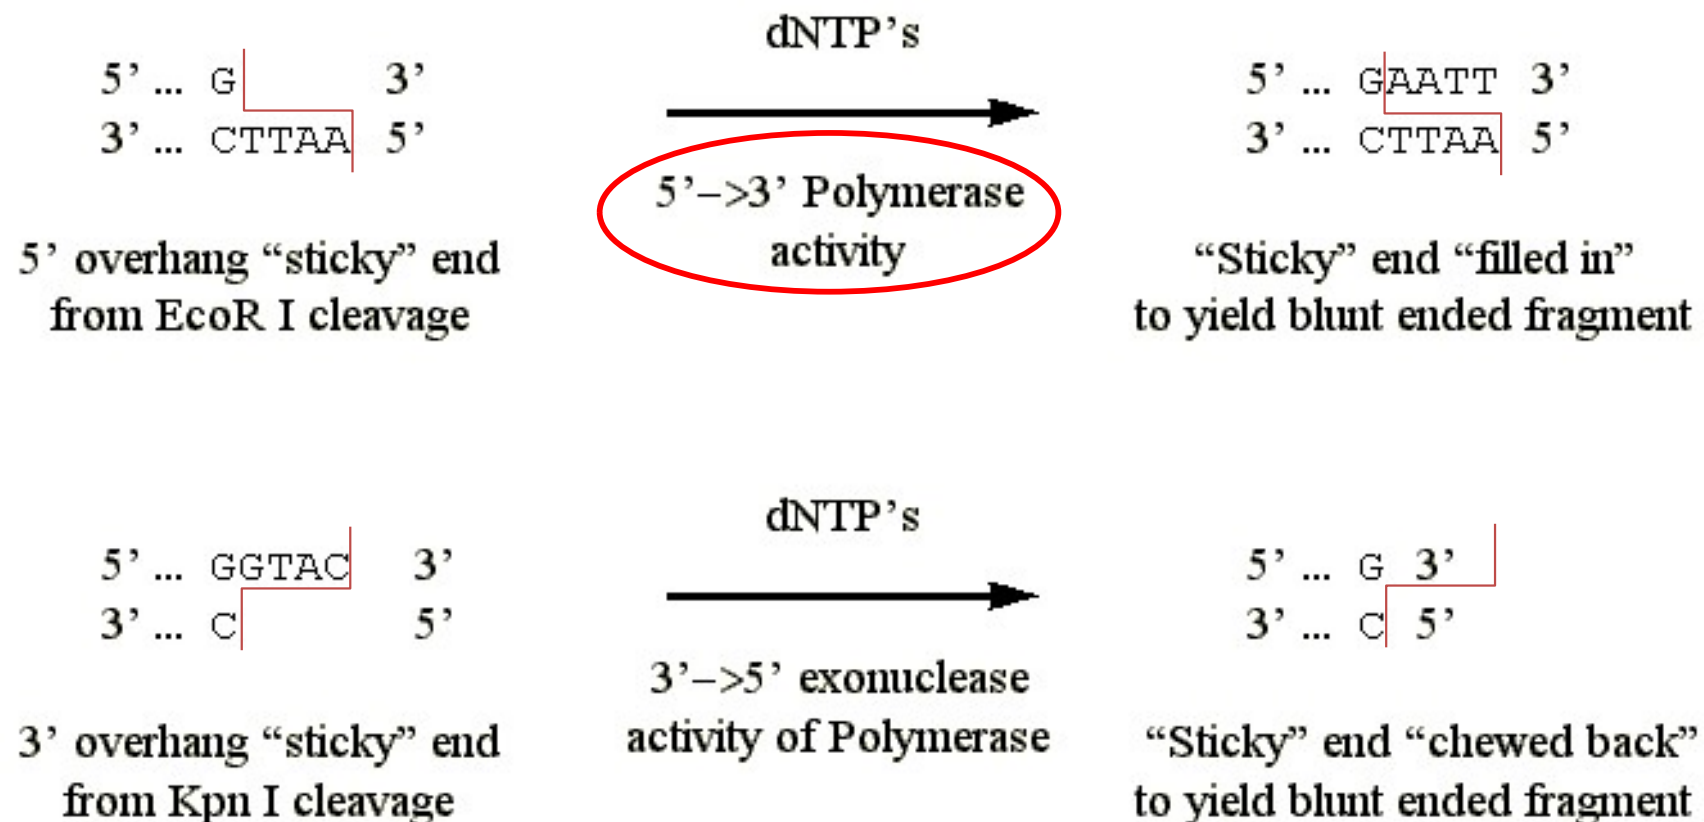 dNTP’s
5’ ... G 3’
3’ ... CTTAA 5’
5’–>3’ Polymerase
activity
5’ ... GAATT 3’
3’ ... CTTAA 5’
5’ overhang “sticky” end
from EcoR I cleavage
“Sticky” end “filled in”
to yield blunt ended fragment
dNTP’s
5’ ... GGTAC 3’
3’ ... C 5’
3’–>5’ exonuclease
activity of Polymerase
5’ ... G 3’
3’ ... C 5’
3’ overhang “sticky” end
from Kpn I cleavage
“Sticky” end “chewed back”
to yield blunt ended fragment